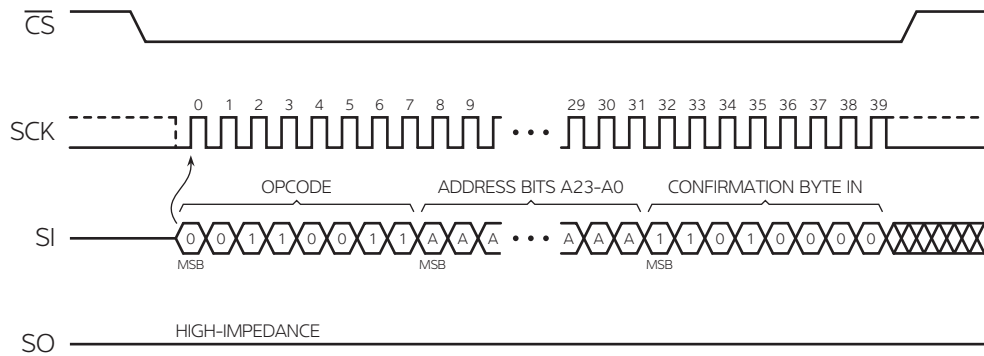 CS
SCK
0 1 2 3 4 5 6 7 8 9 29 30 31 32 33 34 35 36 37 38 39
OPCODE ADDRESS BITS A23-A0 CONFIRMATION BYTE IN
SI
0 0 1 1 0 0 1 1 A A A A A A 1 1 0 1 0 0 0 0
MSB MSB MSB
SO
HIGH-IMPEDANCE